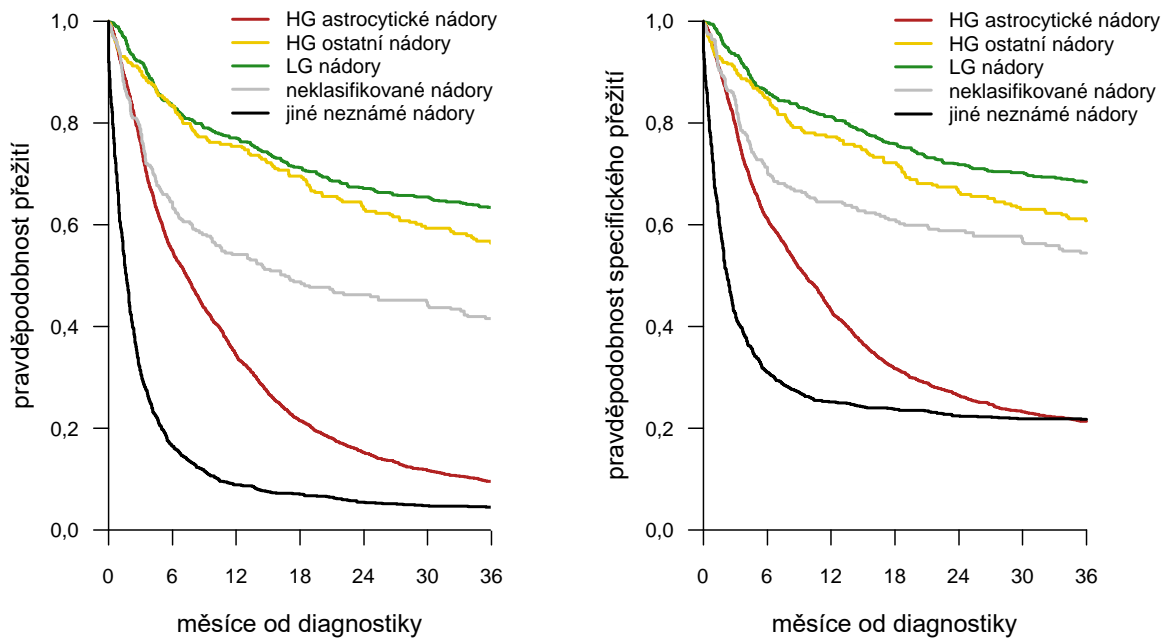 HG astrocytické nádory
HG ostatní nádory
LG nádory
neklasifikované nádory
jiné neznámé nádory
pravděpodobnost přežití
1,0
0,8
0,6
0,4
0,2
0,0
0 6 12 18 24 30 36
měsíce od diagnostiky
HG astrocytické nádory
HG ostatní nádory
LG nádory
neklasifikované nádory
jiné neznámé nádory
pravděpodobnost specifického přežití
1,0
0,8
0,6
0,4
0,2
0,0
0 6 12 18 24 30 36
měsíce od diagnostiky